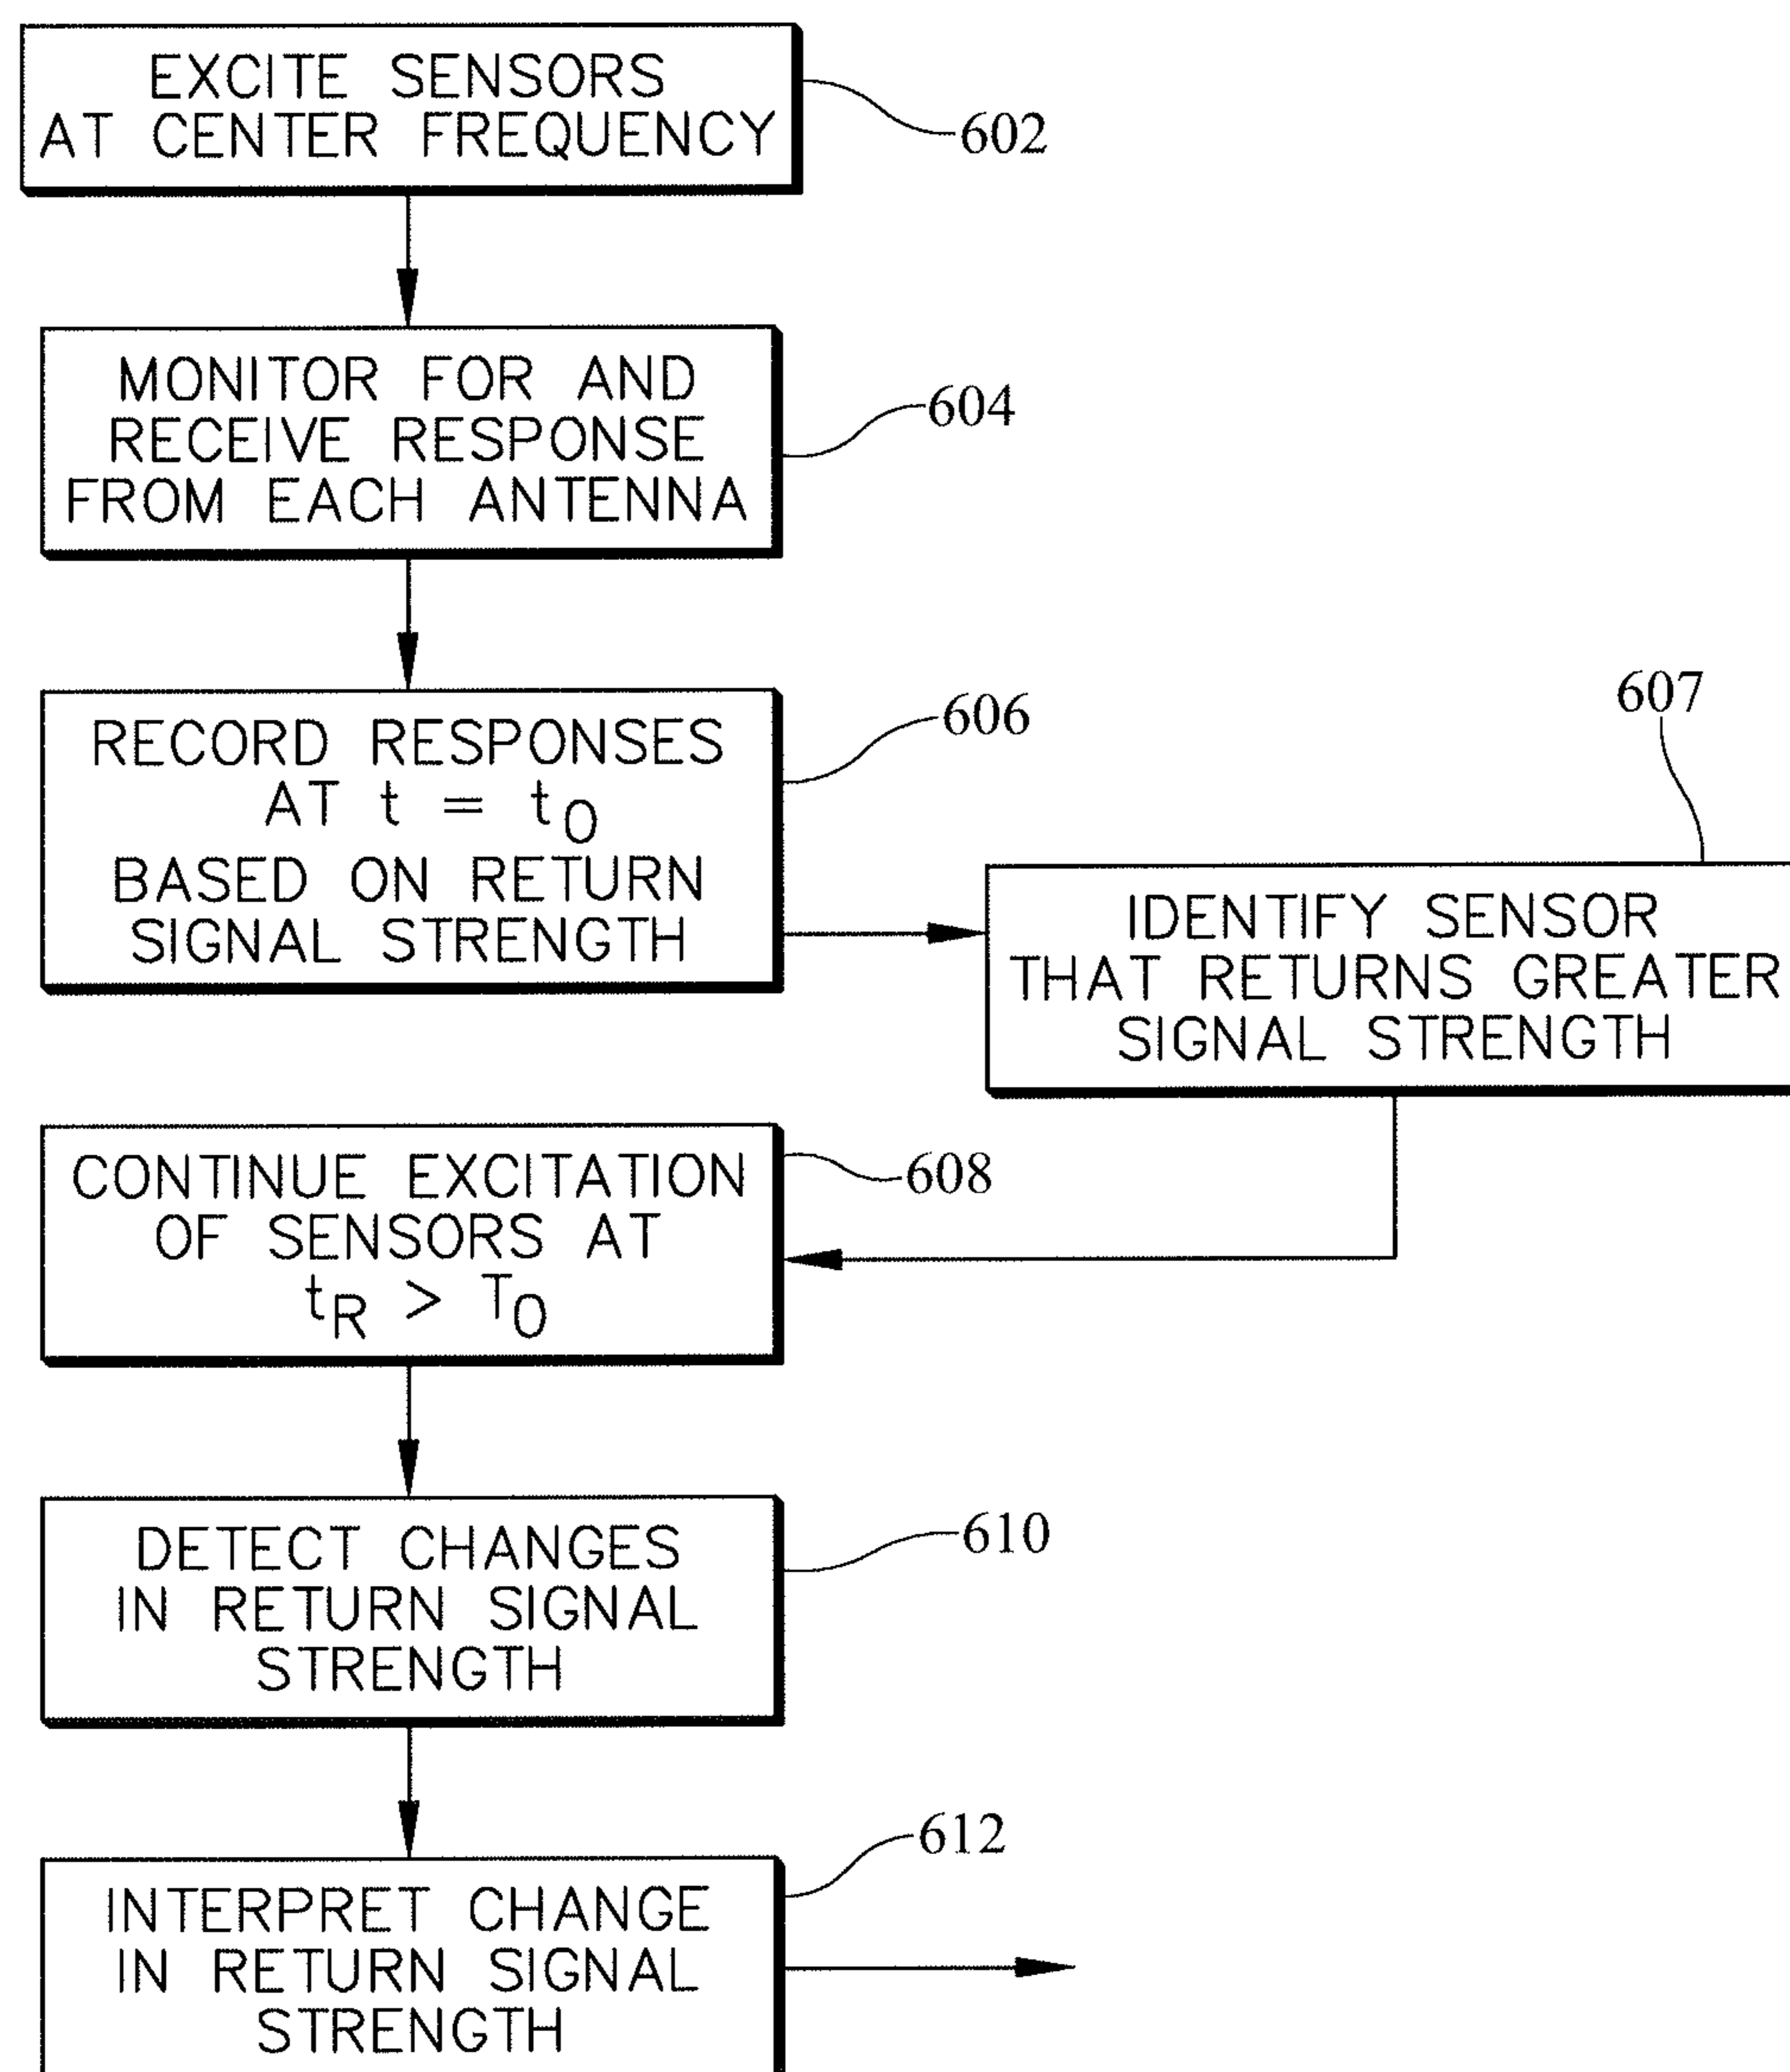 EXCITE SENSORS
AT CENTER FREQUENCY
602
MONITOR FOR AND
RECEIVE RESPONSE
FROM EACH ANTENNA
604
RECORD RESPONSES
AT t = t0
BASED ON RETURN
SIGNAL STRENGTH
606
607
IDENTIFY SENSOR
THAT RETURNS GREATER
SIGNAL STRENGTH
CONTINUE EXCITATION
OF SENSORS AT
tR > T0
608
DETECT CHANGES
IN RETURN SIGNAL
STRENGTH
610
INTERPRET CHANGE
IN RETURN SIGNAL
STRENGTH
612